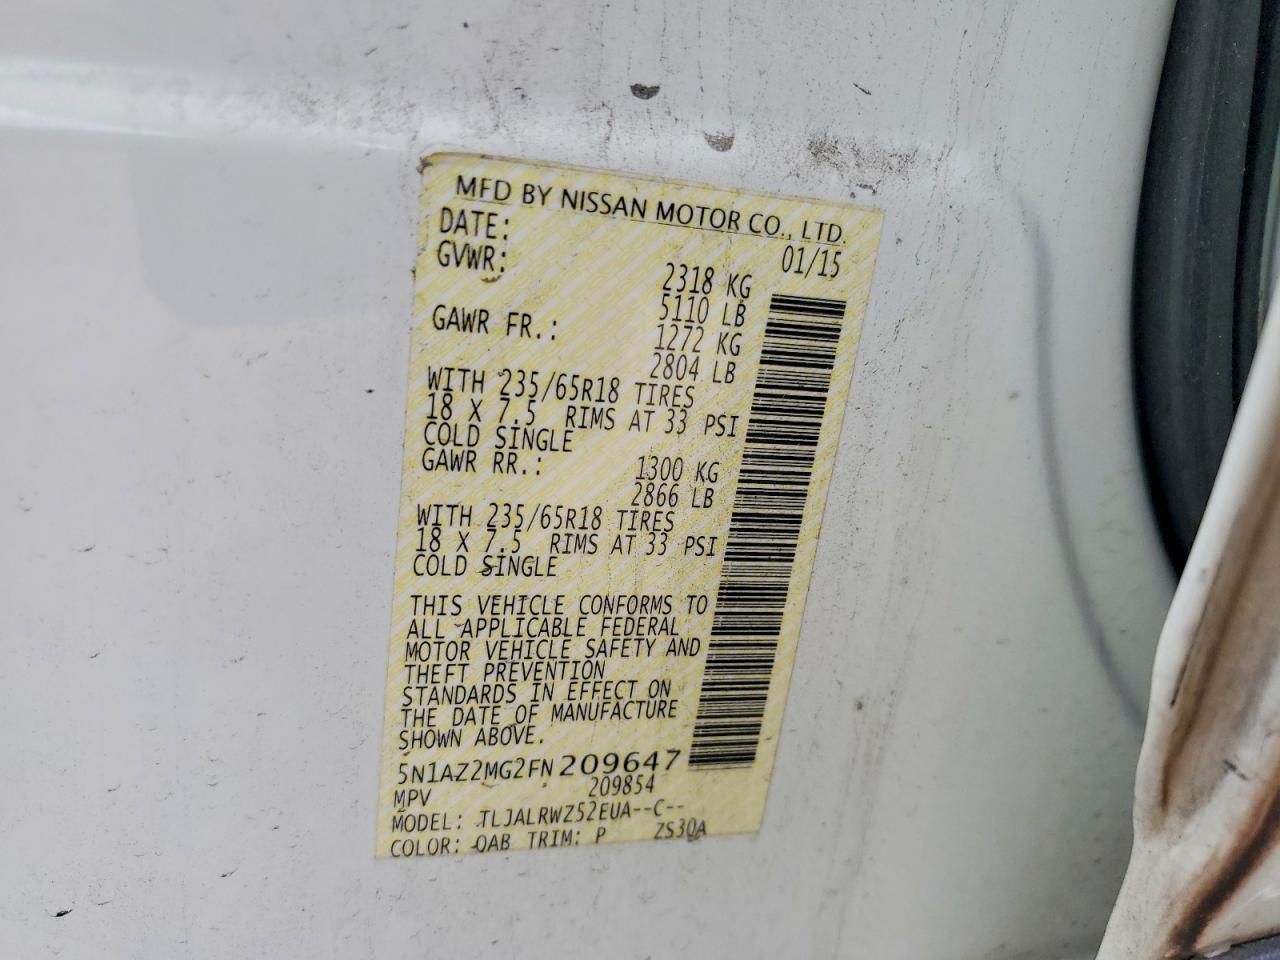 MFD BY NISSAN MOTOR CO., LTD.
DATE: 01/15
GVWR: 2318 KG
5110 LB
GAWR FR.: 1272 KG
2804 LB
WITH 235/65R18 TIRES
18 X 7.5 RIMS AT 33 PSI
COLD SINGLE
GAWR RR.: 1300 KG
2866 LB
WITH 235/65R18 TIRES
18 X 7.5 RIMS AT 33 PSI
COLD SINGLE
THIS VEHICLE CONFORMS TO
ALL APPLICABLE FEDERAL
MOTOR VEHICLE SAFETY AND
THEFT PREVENTION
STANDARDS IN EFFECT ON
THE DATE OF MANUFACTURE
SHOWN ABOVE.
5N1AZ2MG2FN209647
MPV 209854
MODEL: TLJALRWZ52EUA--C--
COLOR: QAB TRIM: P ZS30A